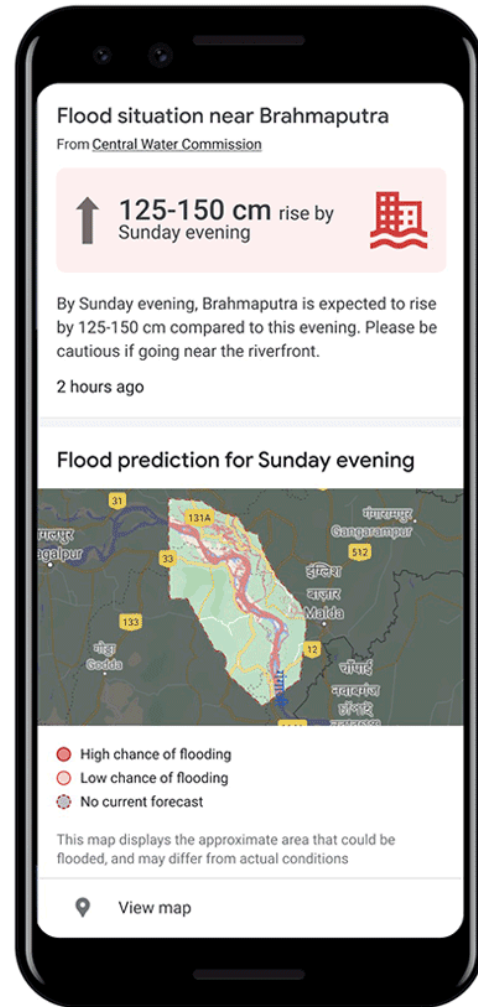 Flood situation near Brahmaputra
From Central Water Commission
125-150 cm rise by
Sunday evening
By Sunday evening, Brahmaputra is expected to rise
by 125-150 cm compared to this evening. Please be
cautious if going near the riverfront.
2 hours ago
Flood prediction for Sunday evening
31
131A
गंगारामपुर
Gangarampur
गलपुर
agalpur
33
512
इंग्लिश
बाज़ार
Malda
133
गोड्डा
Godda
12
चाँपाई
नवाबगंज
High chance of flooding
Low chance of flooding
No current forecast
This map displays the approximate area that could be
flooded, and may differ from actual conditions
View map